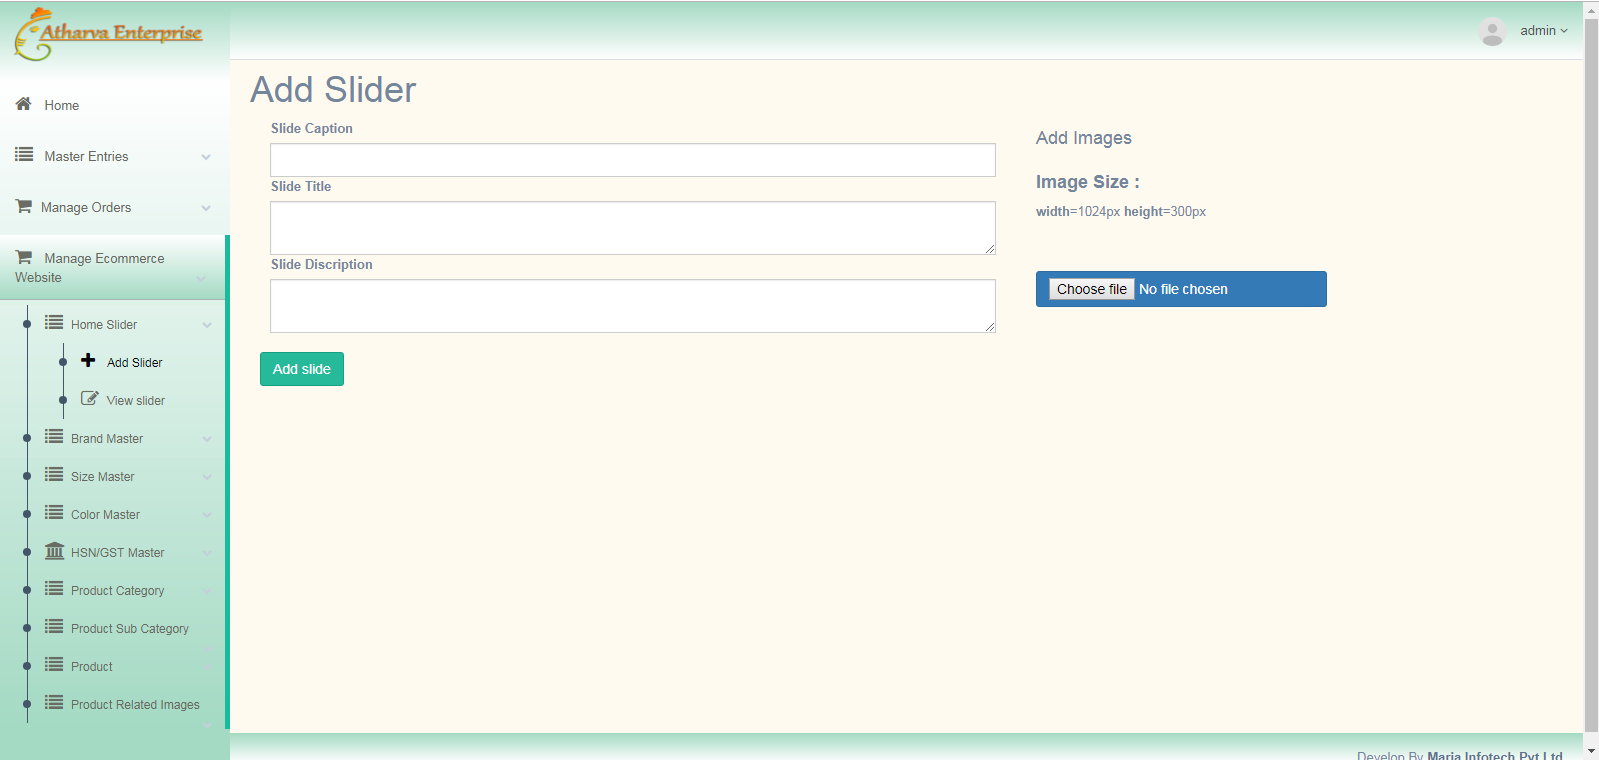 Atharva Enterprise
admin
Home
Master Entries
Manage Orders
Manage Ecommerce
Website
Home Slider
Add Slider
View slider
Brand Master
Size Master
Color Master
HSN/GST Master
Product Category
Product Sub Category
Product
Product Related Images
Add Slider
Slide Caption
Slide Title
Slide Discription
Add slide
Add Images
Image Size :
width=1024px height=300px
Choose file No file chosen
Develop By Maria Infotech Pvt Ltd